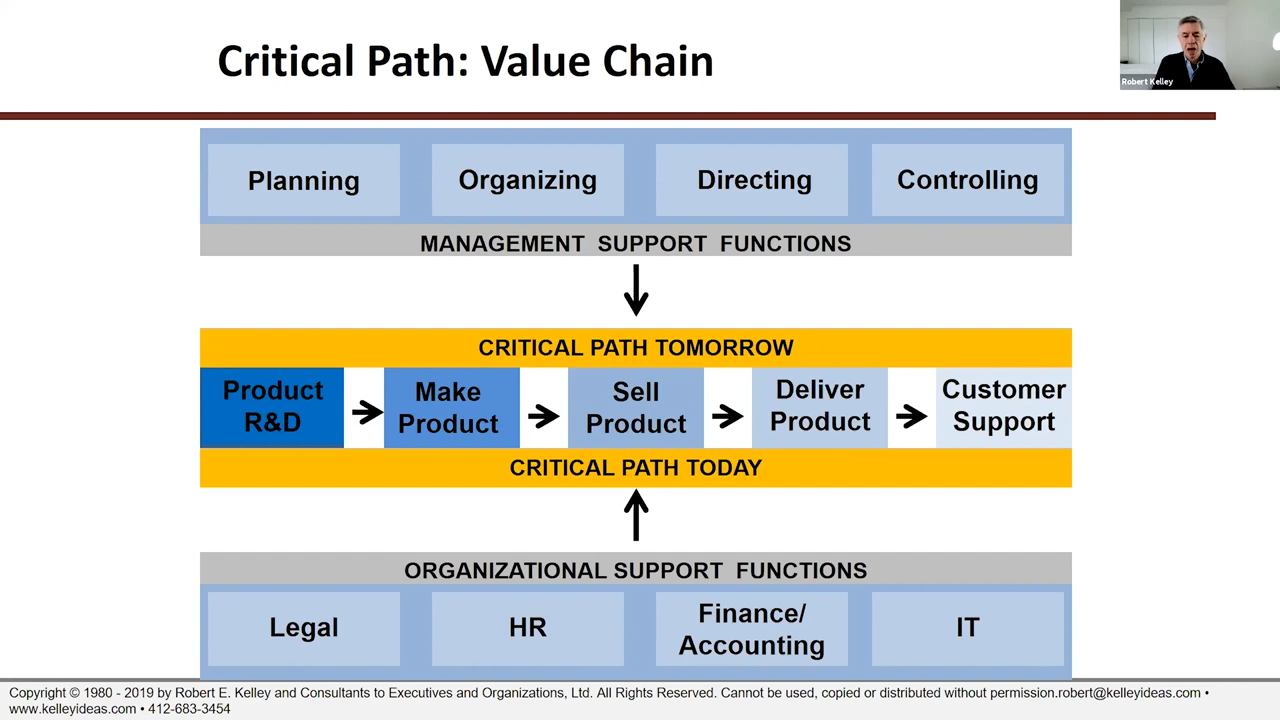 Critical Path: Value Chain
Robert Kelley
Planning
Organizing
Directing
Controlling
MANAGEMENT SUPPORT FUNCTIONS
CRITICAL PATH TOMORROW
Product
R&D
Make
Product
Sell
Product
Deliver
Product
Customer
Support
CRITICAL PATH TODAY
ORGANIZATIONAL SUPPORT FUNCTIONS
Legal
HR
Finance/
Accounting
IT
Copyright © 1980 - 2019 by Robert E. Kelley and Consultants to Executives and Organizations, Ltd. All Rights Reserved. Cannot be used, copied or distributed without permission.robert@kelleyideas.com •
www.kelleyideas.com • 412-683-3454